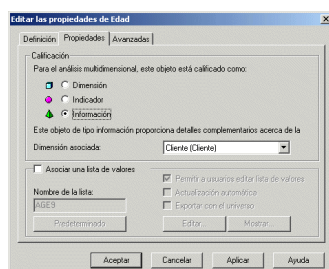 Editar las propiedades de Edad
Definición Propiedades Avanzadas
Calificación
Para el análisis multidimensional, este objeto está calificado como:
Dimensión
Indicador
Información
Este objeto de tipo información proporciona detalles complementarios acerca de la
Dimensión asociada: Cliente (Cliente)
Asociar una lista de valores
Permitir a usuarios editar lista de valores
Nombre de la lista:
Actualización automática
AGE9
Exportar con el universo
Predeterminado Editar... Mostrar...
Aceptar Cancelar Aplicar Ayuda